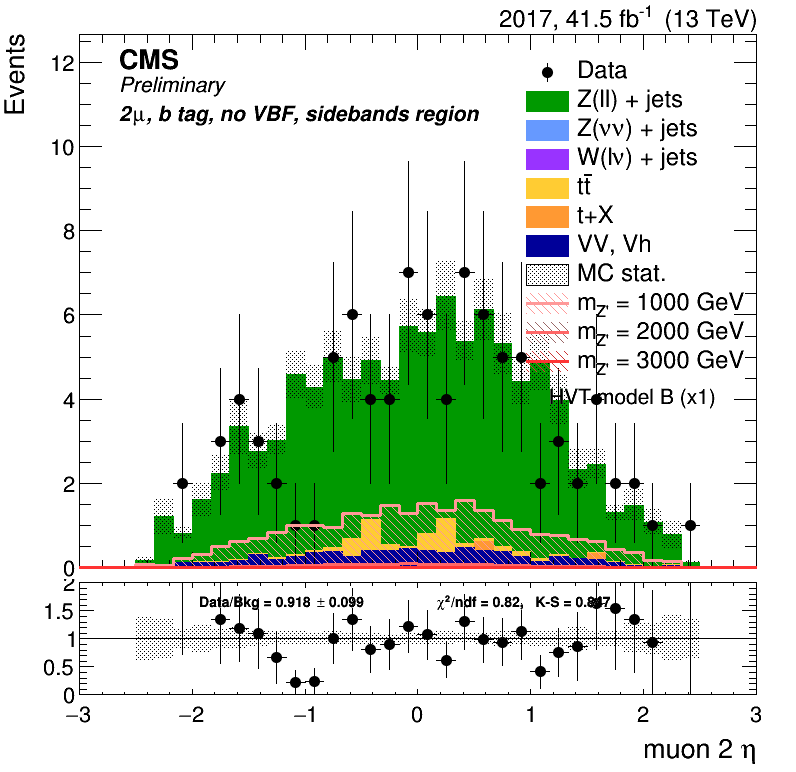 2017, 41.5 fb⁻¹ (13 TeV)
Events
CMS
Preliminary
2μ, b tag, no VBF, sidebands region
Data
Z(ll) + jets
Z(νν) + jets
W(lν) + jets
tt̄
t+X
VV, Vh
MC stat.
m_Z' = 1000 GeV
m_Z' = 2000 GeV
m_Z' = 3000 GeV
HVT model B (x1)
12
10
8
6
4
2
0
Data/Bkg = 0.918 ± 0.099 χ²/ndf = 0.82, K-S = 0.847
2
1.5
1
0.5
0
−3 −2 −1 0 1 2 3
muon 2 η